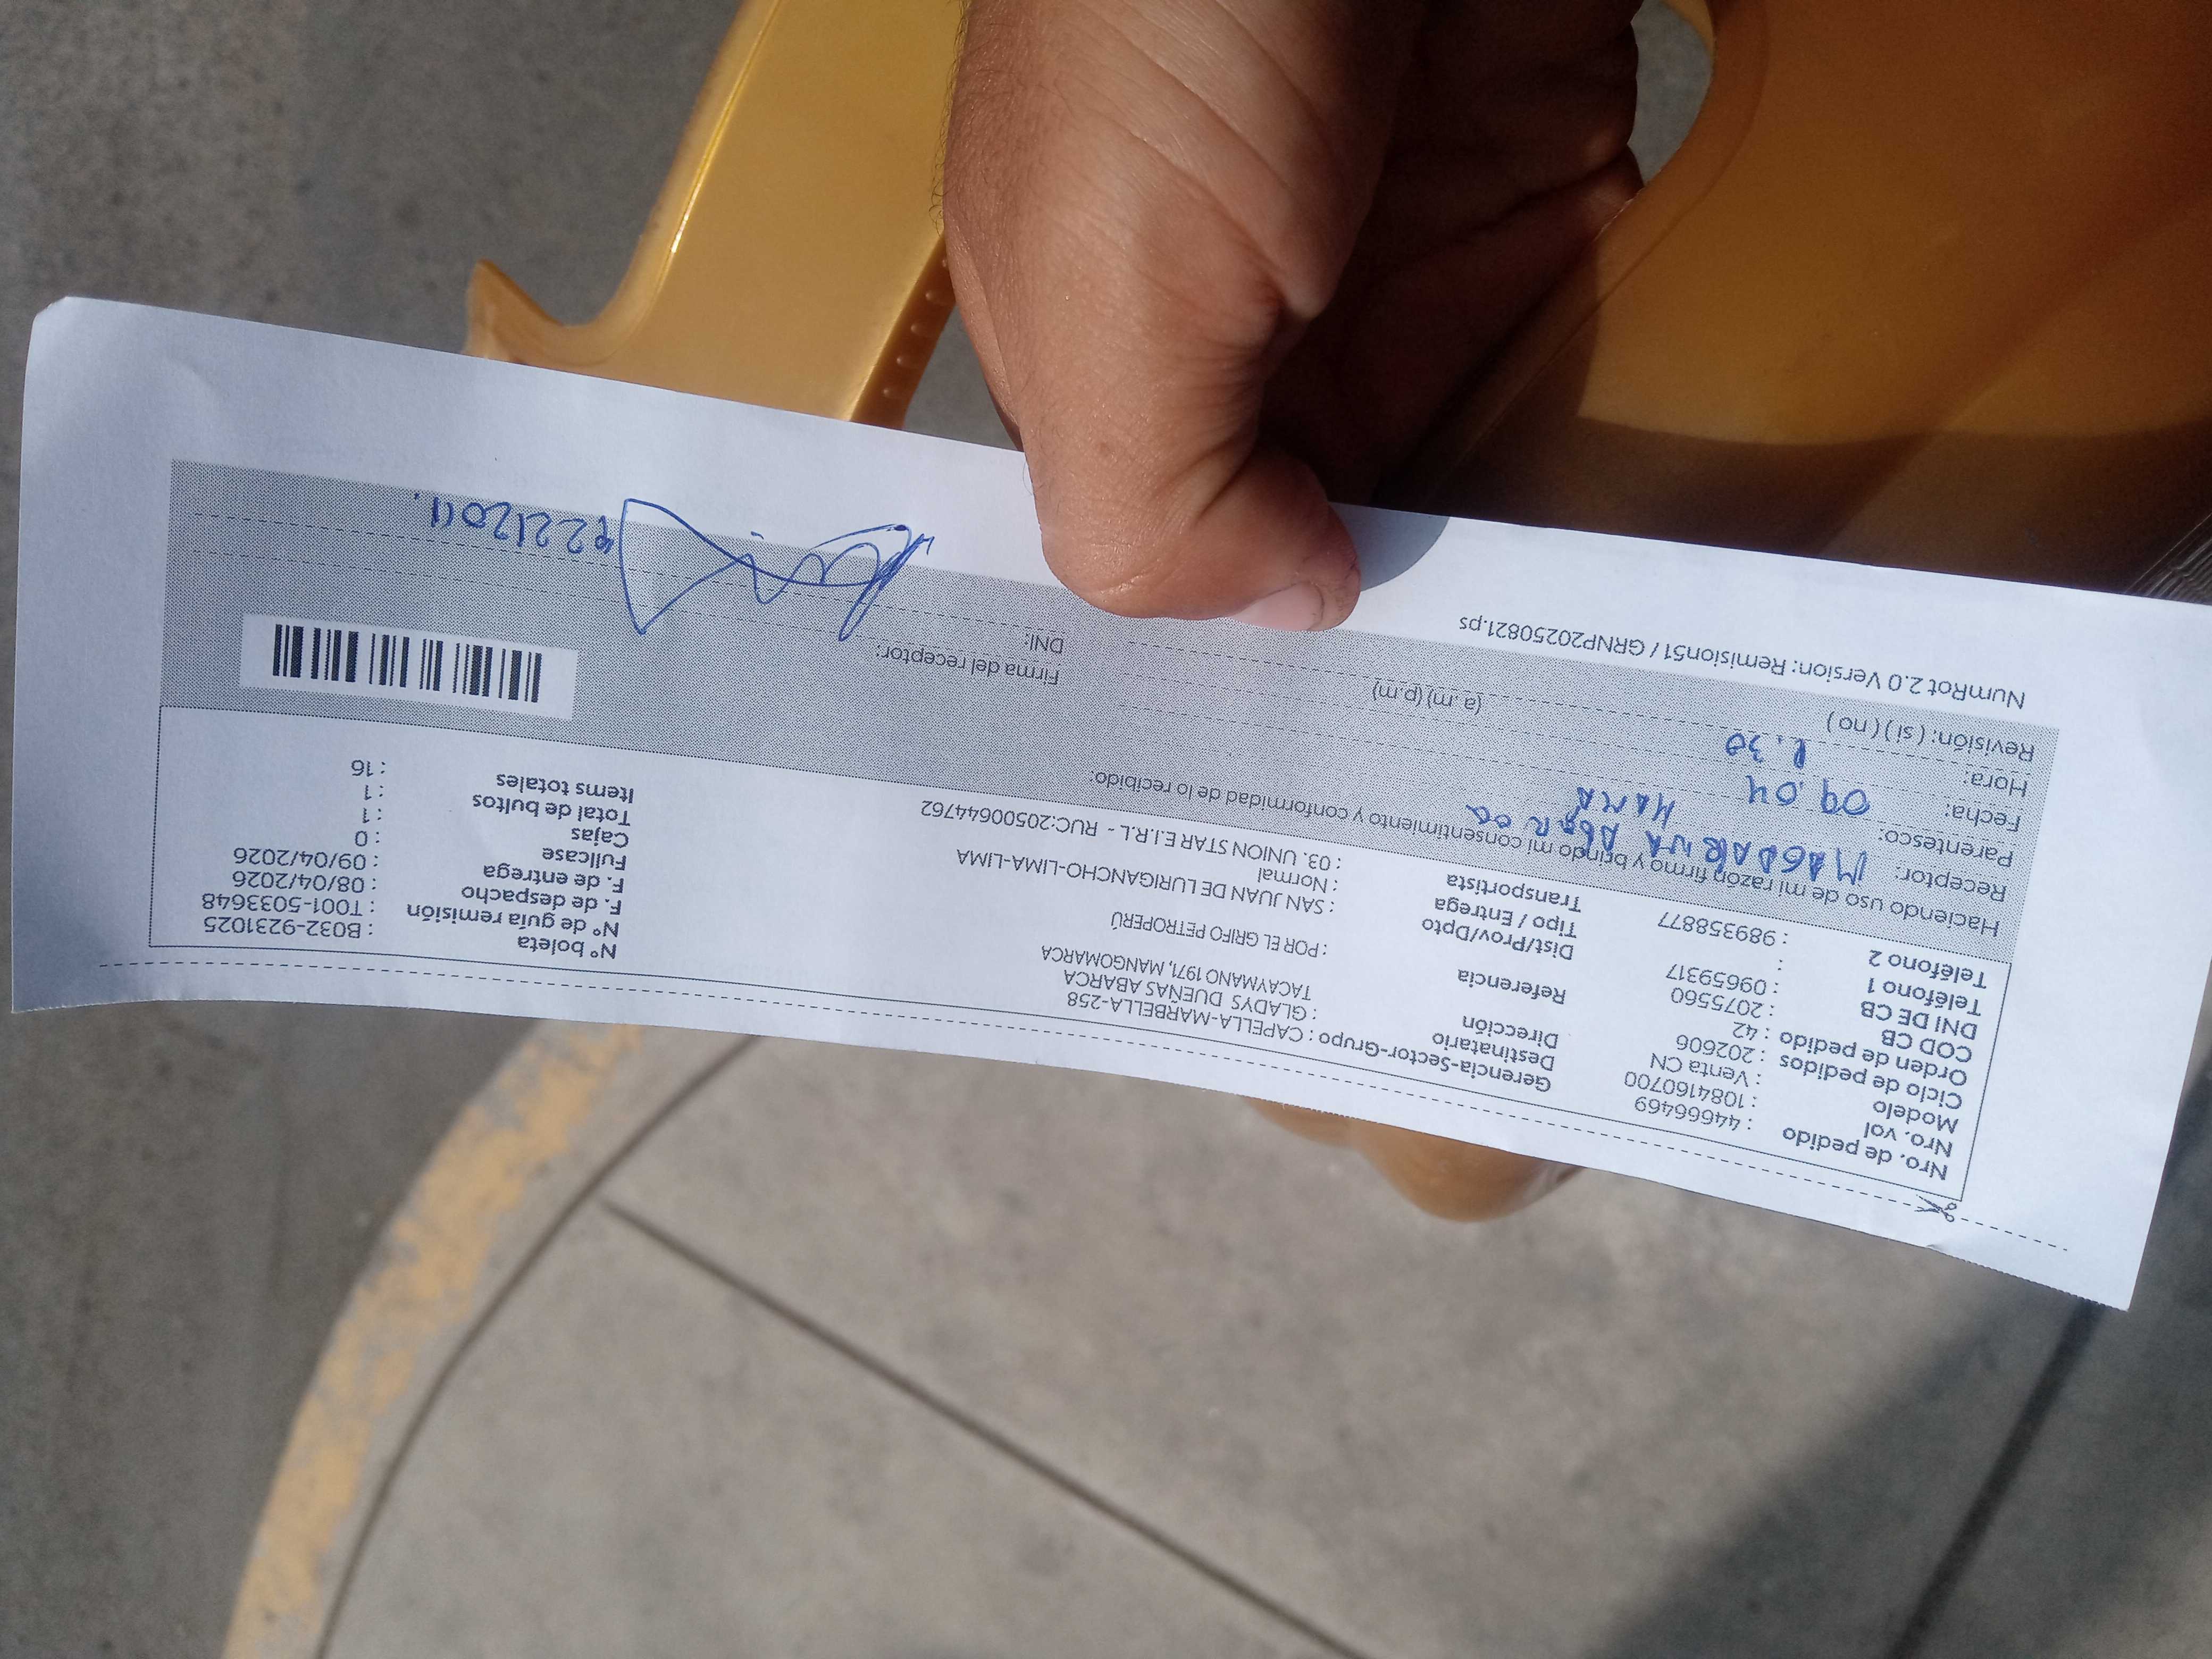 Nro. de pedido : 44666469
Nro. vol : 1084160700
Modelo : Venta CN
Ciclo de pedidos : 202606
Orden de pedido : 42
COD CB : 2075560
DNI DE CB : 09659317
Teléfono 1 :
Teléfono 2 : 989358877
Gerencia-Sector-Grupo : CAPELLA-MARBELLA-258
Destinatario : GLADYS DUEÑAS ABARCA
Dirección TACAYMANO 1971, MANGOMARCA
Referencia : POR EL GRIFO PETROPERÚ
Dist/Prov/Dpto : SAN JUAN DE LURIGANCHO-LIMA-LIMA
Tipo / Entrega : Normal
Transportista : 03. UNION STAR E.I.R.L - RUC:20500644762
Nº boleta : B032-9231025
Nº de guía remisión : T001-5033648
F. de despacho : 08/04/2026
F. de entrega : 09/04/2026
Fullcase : 0
Cajas : 1
Total de bultos : 1
Items totales : 16
Haciendo uso de mi razón firmo y brindo mi consentimiento y conformidad de lo recibido:
Receptor: ABARCA
Parentesco: MAMA
Fecha: 09.04
Hora: 1.30 (a.m) (p.m)
Revisión: ( si ) ( no )
Firma del receptor:
DNI:
NumRot 2.0 Version: Remision51 / GRNP20250821.ps